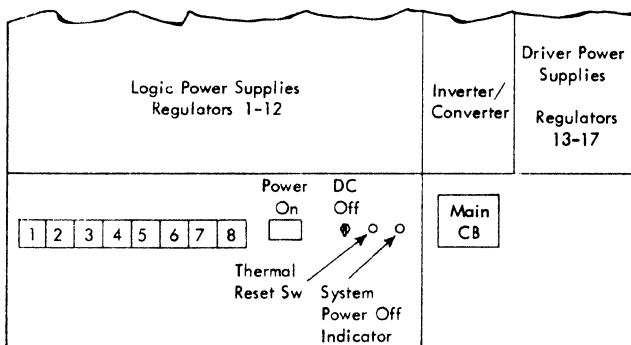 Logic Power Supplies
Regulators 1-12
Inverter/
Converter
Driver Power
Supplies
Regulators
13-17
Power
On
DC
Off
1 2 3 4 5 6 7 8
Main
CB
Thermal
Reset Sw
System
Power Off
Indicator